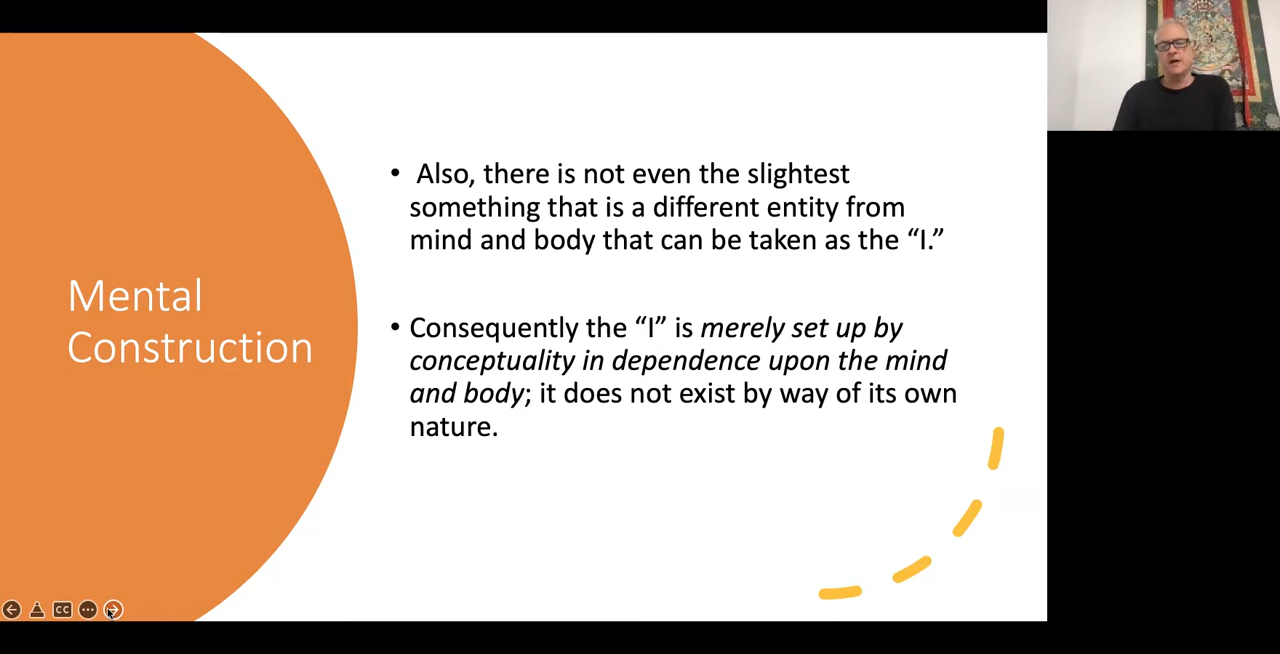 Mental
Construction
• Also, there is not even the slightest
something that is a different entity from
mind and body that can be taken as the “I.”
• Consequently the “I” is merely set up by
conceptuality in dependence upon the mind
and body; it does not exist by way of its own
nature.
CC